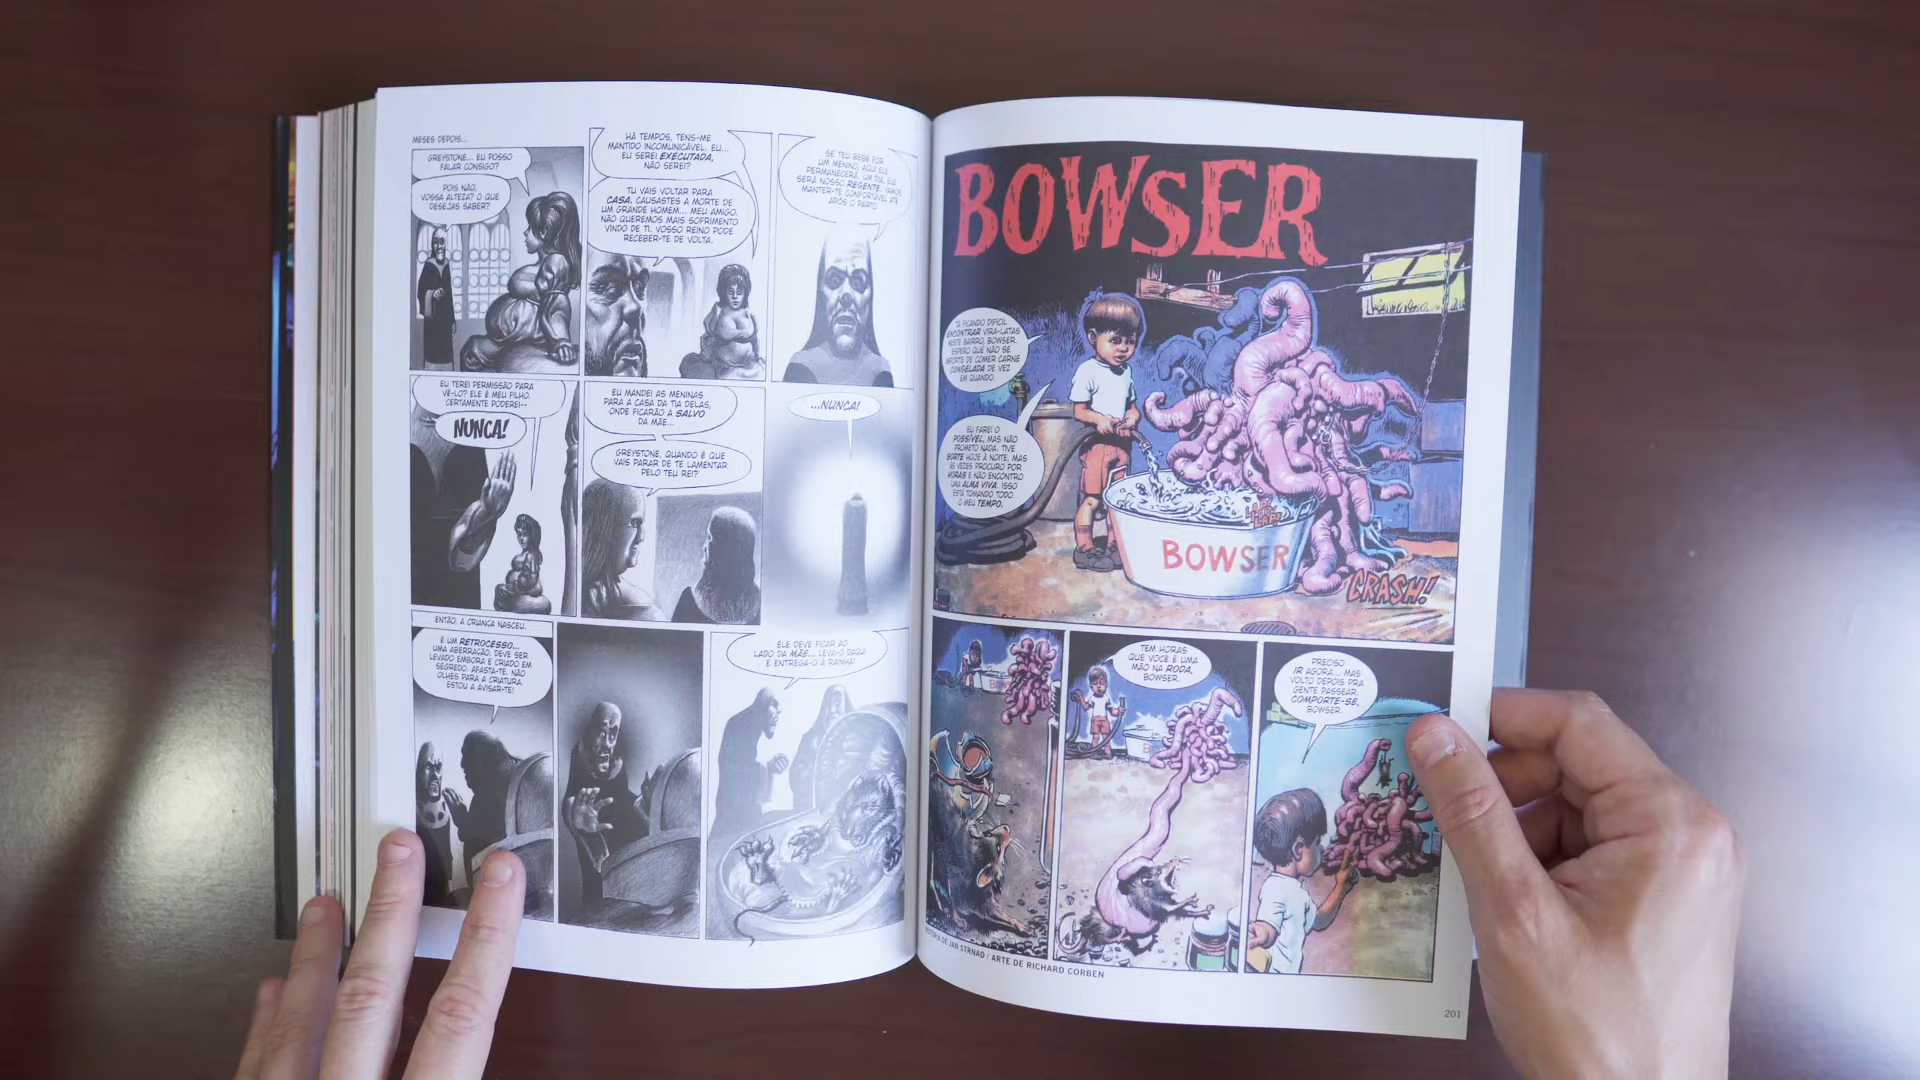 MESES DEPOIS...
GREYSTONE... EU POSSO
FALAR CONSIGO?
POIS NÃO,
VOSSA ALTEZA? O QUE
DESEJAS SABER?
HÁ TEMPOS, TENS-ME
MANTIDO INCOMUNICÁVEL. EU...
EU SEREI EXECUTADA,
NÃO SEREI?
TU VAIS VOLTAR PARA
CASA. CAUSASTES A MORTE DE
UM GRANDE HOMEM... MEU AMIGO.
NÃO QUEREMOS MAIS SOFRIMENTO
VINDO DE TI. VOSSO REINO PODE
RECEBER-TE DE VOLTA.
SE TEU BEBÊ FOR
UM MENINO, AQUI ELE
PERMANECERÁ. UM DIA, ELE
SERÁ NOSSO REGENTE. VAMOS
MANTER-TE CONFORTÁVEL ATÉ
APÓS O PARTO.
EU TEREI PERMISSÃO PARA
VÊ-LO? ELE É MEU FILHO.
CERTAMENTE PODEREI--
NUNCA!
EU MANDEI AS MENINAS
PARA A CASA DA TIA DELAS,
ONDE FICARÃO A SALVO
DA MÃE...
GREYSTONE, QUANDO É QUE
VAIS PARAR DE TE LAMENTAR
PELO TEU REI?
...NUNCA!
ENTÃO, A CRIANÇA NASCEU.
É UM RETROCESSO...
UMA ABERRAÇÃO. DEVE SER
LEVADO EMBORA E CRIADO EM
SEGREDO. AFASTA-TE. NÃO
OLHES PARA A CRIATURA.
ESTOU A AVISAR-TE!
ELE DEVE FICAR AO
LADO DA MÃE... LEVA-O DAQUI
E ENTREGA-O À RAINHA!
BOWSER
TÁ FICANDO DIFÍCIL
ENCONTRAR VIRA-LATAS
NESTE BAIRRO, BOWSER.
ESPERO QUE NÃO SE
IMPORTE DE COMER CARNE
CONGELADA DE VEZ
EM QUANDO.
EU FAREI O
POSSÍVEL, MAS NÃO
PROMETO NADA. TIVE
SORTE HOJE À NOITE, MAS
ÀS VEZES PROCURO POR
HORAS E NÃO ENCONTRO
UMA ALMA VIVA. ISSO
ESTÁ TOMANDO TODO
O MEU TEMPO.
LAP!
LAP!
BOWSER
CRASH!
TEM HORAS
QUE VOCÊ É UMA
MÃO NA RODA,
BOWSER.
PRECISO
IR AGORA... MAS
VOLTO DEPOIS PRA
GENTE PASSEAR.
COMPORTE-SE,
BOWSER.
HISTÓRIA DE JAN STRNAD / ARTE DE RICHARD CORBEN
201